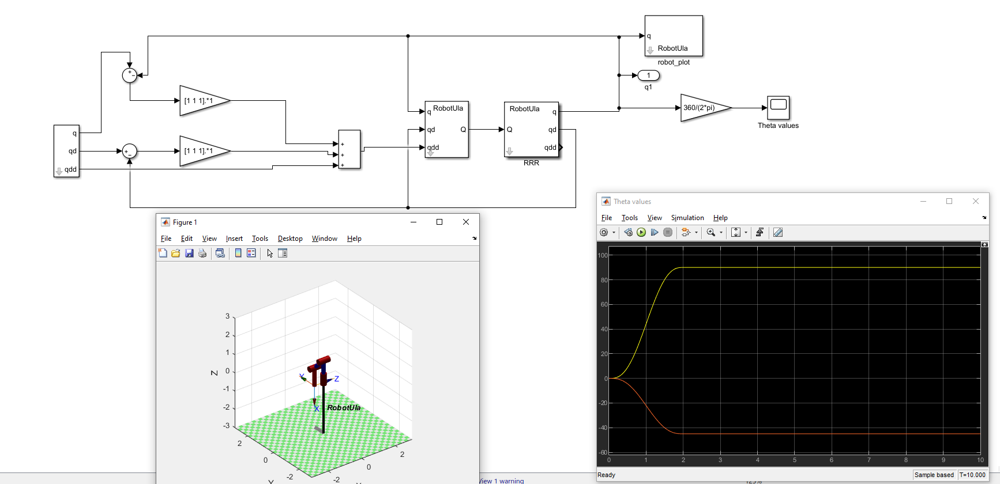 q
RobotUla
robot_plot
1
q1
[1 1 1].*1
360/(2*pi)
Theta values
q
qd
qdd
[1 1 1].*1
+
+
+
RobotUla
q
qd
qdd
Q
RobotUla
Q
q
qd
qdd
RRR
+
−
+
−
Figure 1
File Edit View Insert Tools Desktop Window Help
3
2
1
0
-1
-2
-3
Z
Y
Z
X
RobotUla
2
0
-2
Y
2
0
-2
Theta values
File Tools View Simulation Help
100
80
60
40
20
0
-20
-40
-60
0 1 2 3 4 5 6 7 8 9 10
Ready
Sample based T=10.000
View 1 warning